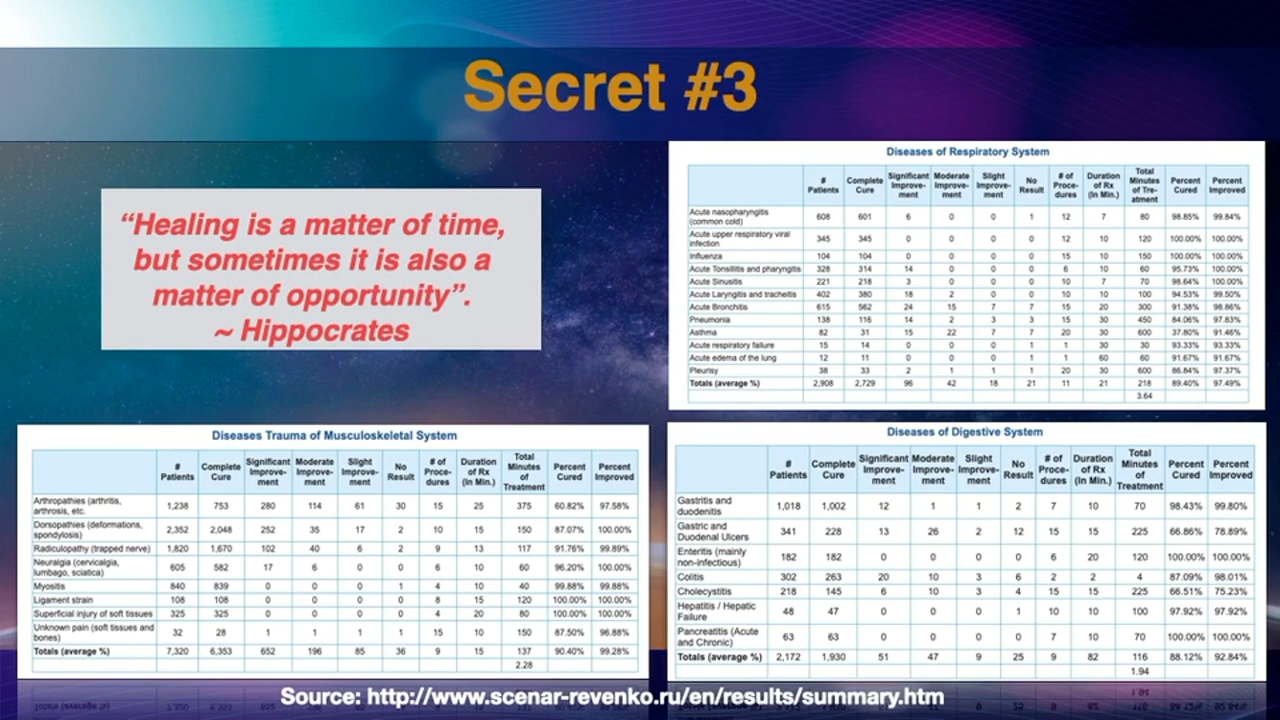 Secret #3
“Healing is a matter of time,
but sometimes it is also a
matter of opportunity”.
~ Hippocrates
Diseases of Respiratory System
# Patients Complete Cure Significant Improve-ment Moderate Improve-ment Slight Improve-ment No Result # of Proce-dures Duration of Rx (In Min.) Total Minutes of Tre-atment Percent Cured Percent Improved
Acute nasopharyngitis (common cold) 608 601 6 0 0 1 12 7 80 98.85% 99.84%
Acute upper respiratory viral infection 345 345 0 0 0 0 12 10 120 100.00% 100.00%
Influenza 104 104 0 0 0 0 15 10 150 100.00% 100.00%
Acute Tonsillitis and pharyngitis 328 314 14 0 0 0 6 10 60 95.73% 100.00%
Acute Sinusitis 221 218 3 0 0 0 10 7 70 98.64% 100.00%
Acute Laryngitis and tracheitis 402 380 18 2 0 0 10 10 100 94.53% 99.50%
Acute Bronchitis 615 562 24 15 7 7 15 20 300 91.38% 98.86%
Pneumonia 138 116 14 2 3 3 15 30 450 84.06% 97.83%
Asthma 82 31 15 22 7 7 20 30 600 37.80% 91.46%
Acute respiratory failure 15 14 0 0 0 1 1 30 30 93.33% 93.33%
Acute edema of the lung 12 11 0 0 0 1 1 60 60 91.67% 91.67%
Pleurisy 38 33 2 1 1 1 20 30 600 86.84% 97.37%
Totals (average %) 2,908 2,729 96 42 18 21 11 21 218 89.40% 97.49%
3.64
Diseases Trauma of Musculoskeletal System
# Patients Complete Cure Significant Improve-ment Moderate Improve-ment Slight Improve-ment No Result # of Proce-dures Duration of Rx (In Min.) Total Minutes of Treatment Percent Cured Percent Improved
Arthropathies (arthritis, arthrosis, etc. 1,238 753 280 114 61 30 15 25 375 60.82% 97.58%
Dorsopathies (deformations, spondylosis) 2,352 2,048 252 35 17 2 10 15 150 87.07% 100.00%
Radiculopathy (trapped nerve) 1,820 1,670 102 40 6 2 9 13 117 91.76% 99.89%
Neuralgia (cervicalgia, lumbago, sciatica) 605 582 17 6 0 0 6 10 60 96.20% 100.00%
Myositis 840 839 0 0 0 1 4 10 40 99.88% 99.88%
Ligament strain 108 108 0 0 0 0 8 15 120 100.00% 100.00%
Superficial injury of soft tissues 325 325 0 0 0 0 4 20 80 100.00% 100.00%
Unknown pain (soft tissues and bones) 32 28 1 1 1 1 15 10 150 87.50% 96.88%
Totals (average %) 7,320 6,353 652 196 85 36 9 15 137 90.40% 99.28%
2.28
Diseases of Digestive System
# Patients Complete Cure Significant Improve-ment Moderate Improve-ment Slight Improve-ment No Result # of Proce-dures Duration of Rx (In Min.) Total Minutes of Treatment Percent Cured Percent Improved
Gastritis and duodenitis 1,018 1,002 12 1 1 2 7 10 70 98.43% 99.80%
Gastric and Duodenal Ulcers 341 228 13 26 2 12 15 15 225 66.86% 78.89%
Enteritis (mainly non-infectious) 182 182 0 0 0 0 6 20 120 100.00% 100.00%
Colitis 302 263 20 10 3 6 2 2 4 87.09% 98.01%
Cholecystitis 218 145 6 10 3 4 15 15 225 66.51% 75.23%
Hepatitis / Hepatic Failure 48 47 0 0 0 1 10 10 100 97.92% 97.92%
Pancreatitis (Acute and Chronic) 63 63 0 0 0 0 7 10 70 100.00% 100.00%
Totals (average %) 2,172 1,930 51 47 9 25 9 82 116 88.12% 92.84%
1.94
Source: http://www.scenar-revenko.ru/en/results/summary.htm